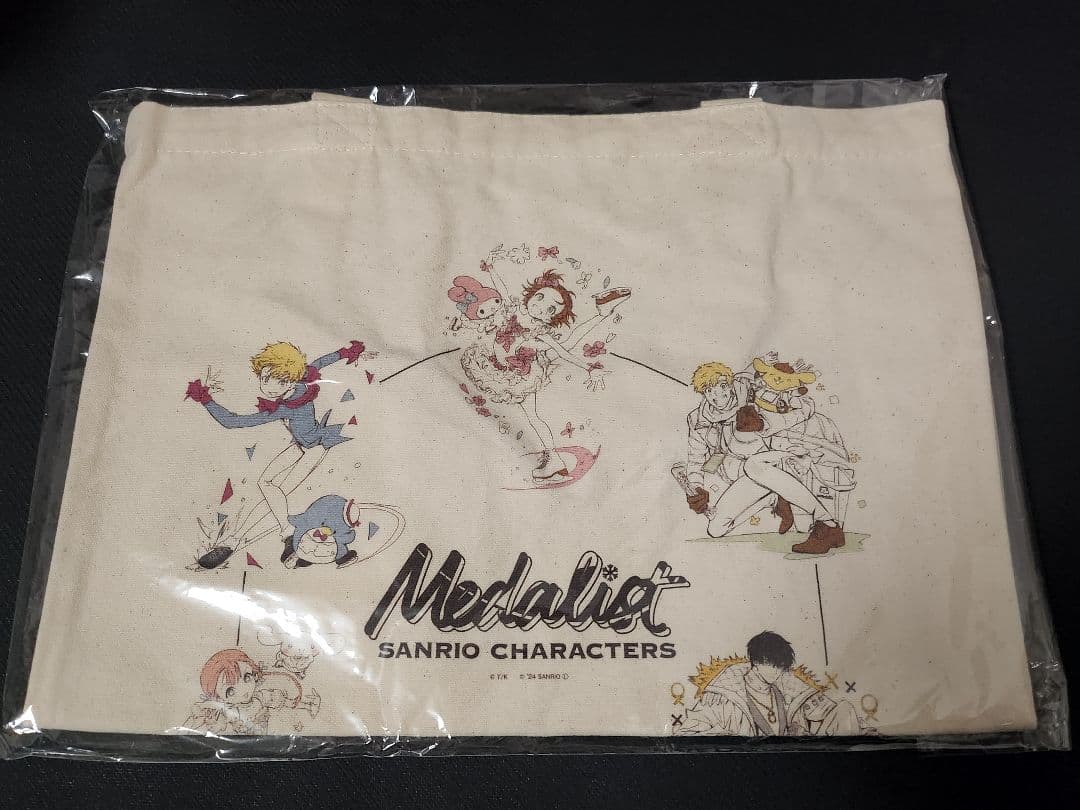 Medalist
SANRIO CHARACTERS
© T/K © '24 SANRIO Ⓛ